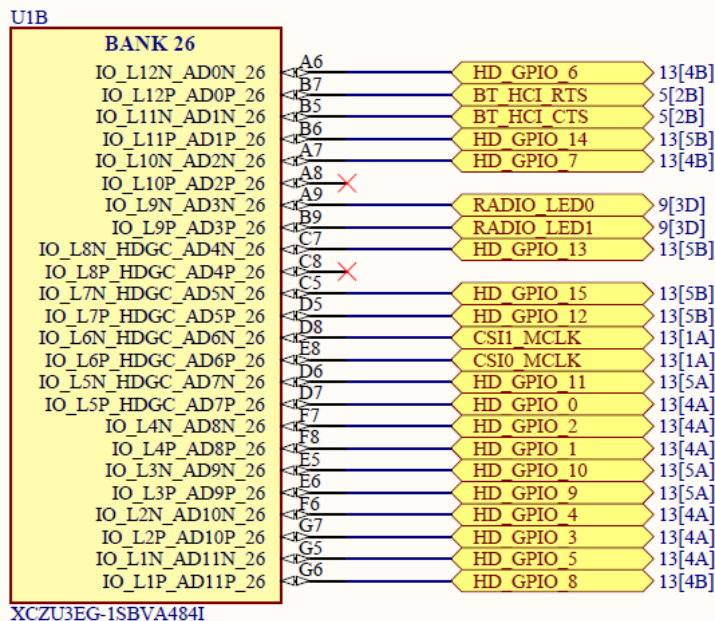 U1B
BANK 26
IO_L12N_AD0N_26 A6 HD_GPIO_6 13[4B]
IO_L12P_AD0P_26 B7 BT_HCI_RTS 5[2B]
IO_L11N_AD1N_26 B5 BT_HCI_CTS 5[2B]
IO_L11P_AD1P_26 B6 HD_GPIO_14 13[5B]
IO_L10N_AD2N_26 A7 HD_GPIO_7 13[4B]
IO_L10P_AD2P_26 A8
IO_L9N_AD3N_26 A9 RADIO_LED0 9[3D]
IO_L9P_AD3P_26 B9 RADIO_LED1 9[3D]
IO_L8N_HDGC_AD4N_26 C7 HD_GPIO_13 13[5B]
IO_L8P_HDGC_AD4P_26 C8
IO_L7N_HDGC_AD5N_26 C5 HD_GPIO_15 13[5B]
IO_L7P_HDGC_AD5P_26 D5 HD_GPIO_12 13[5B]
IO_L6N_HDGC_AD6N_26 D8 CSI1_MCLK 13[1A]
IO_L6P_HDGC_AD6P_26 E8 CSI0_MCLK 13[1A]
IO_L5N_HDGC_AD7N_26 D6 HD_GPIO_11 13[5A]
IO_L5P_HDGC_AD7P_26 D7 HD_GPIO_0 13[4A]
IO_L4N_AD8N_26 F7 HD_GPIO_2 13[4A]
IO_L4P_AD8P_26 F8 HD_GPIO_1 13[4A]
IO_L3N_AD9N_26 E5 HD_GPIO_10 13[5A]
IO_L3P_AD9P_26 E6 HD_GPIO_9 13[5A]
IO_L2N_AD10N_26 F6 HD_GPIO_4 13[4A]
IO_L2P_AD10P_26 G7 HD_GPIO_3 13[4A]
IO_L1N_AD11N_26 G5 HD_GPIO_5 13[4A]
IO_L1P_AD11P_26 G6 HD_GPIO_8 13[4B]
XCZU3EG-1SBVA484I